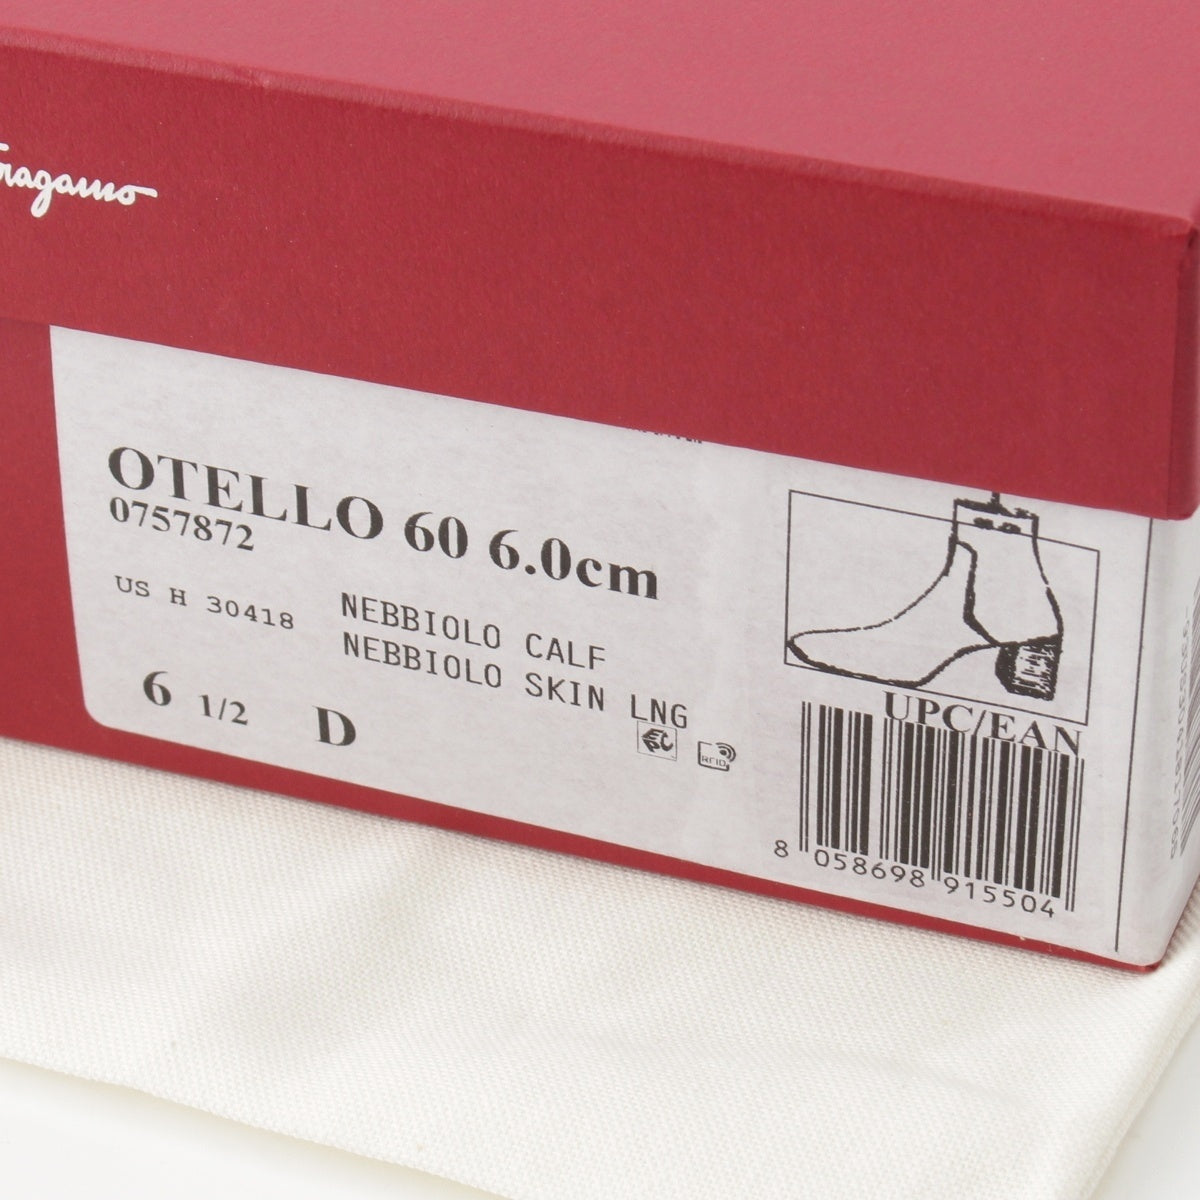 OTELLO 60 6.0cm
0757872
US H 30418
NEBBIOLO CALF
NEBBIOLO SKIN LNG
6 1/2 D
RFID
UPC/EAN
8 058698 915504